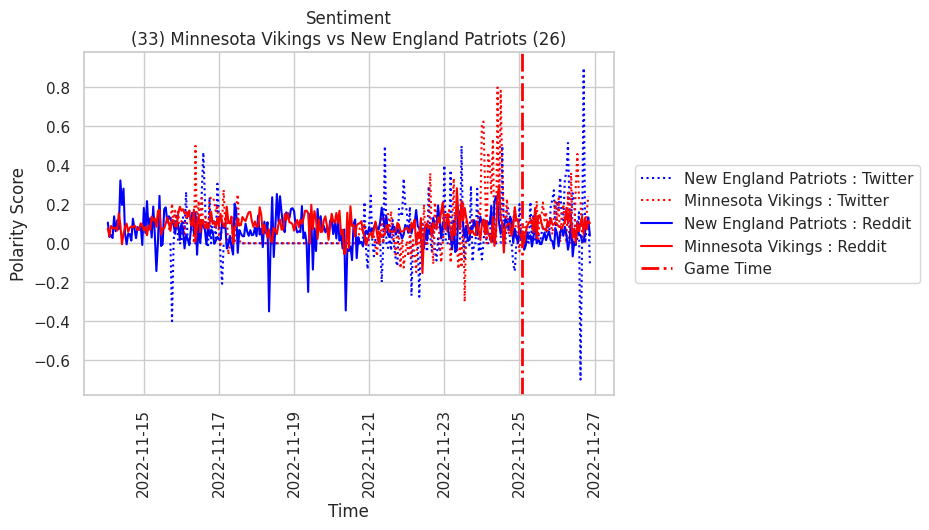 Sentiment
(33) Minnesota Vikings vs New England Patriots (26)
Polarity Score
0.8
0.6
0.4
0.2
0.0
−0.2
−0.4
−0.6
2022-11-15
2022-11-17
2022-11-19
2022-11-21
2022-11-23
2022-11-25
2022-11-27
Time
New England Patriots : Twitter
Minnesota Vikings : Twitter
New England Patriots : Reddit
Minnesota Vikings : Reddit
Game Time